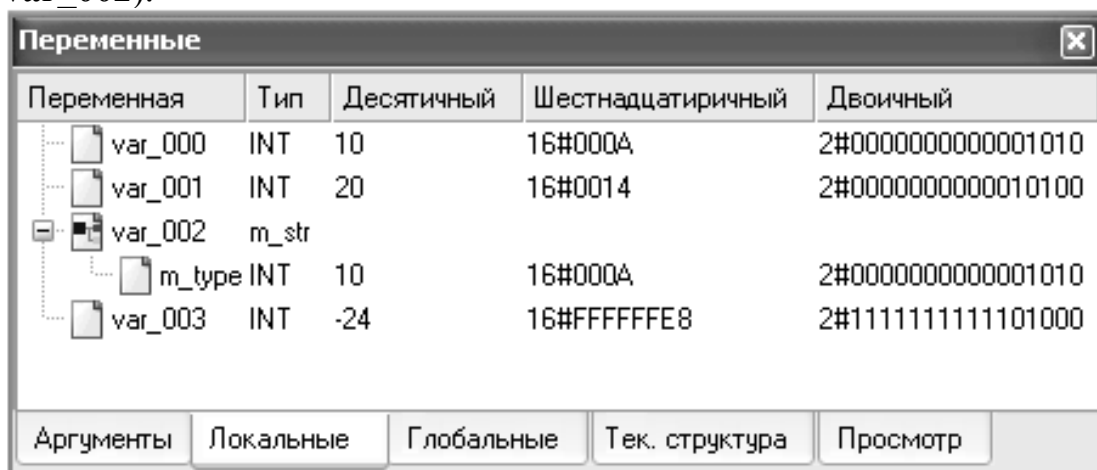 var_002).
Переменные
Переменная Тип Десятичный Шестнадцатиричный Двоичный
var_000 INT 10 16#000A 2#0000000000001010
var_001 INT 20 16#0014 2#0000000000010100
var_002 m_str
m_type INT 10 16#000A 2#0000000000001010
var_003 INT -24 16#FFFFFFE8 2#1111111111101000
Аргументы Локальные Глобальные Тек. структура Просмотр